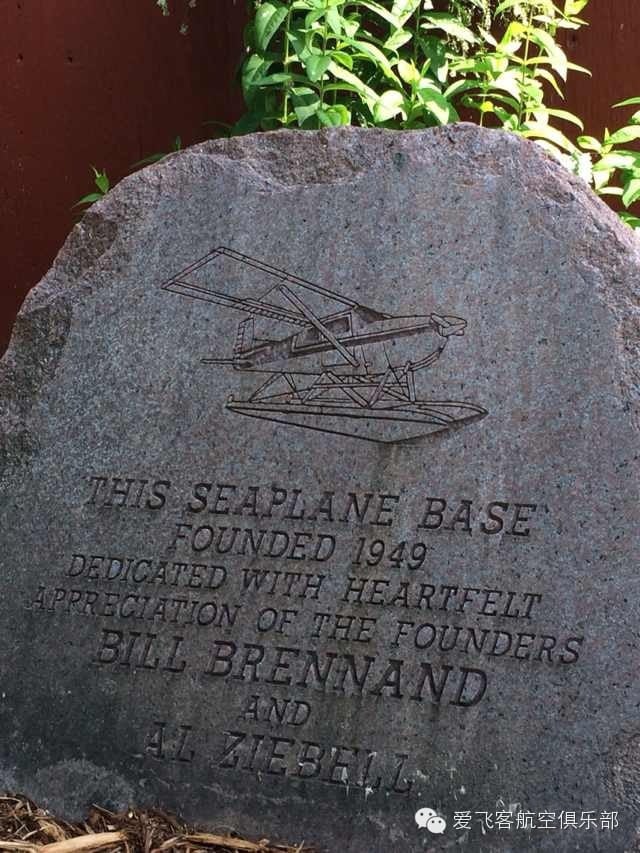 THIS SEAPLANE BASE
FOUNDED 1949
DEDICATED WITH HEARTFELT
APPRECIATION OF THE FOUNDERS
BILL BRENNAND
AND
AL ZIEBELL
爱飞客航空俱乐部